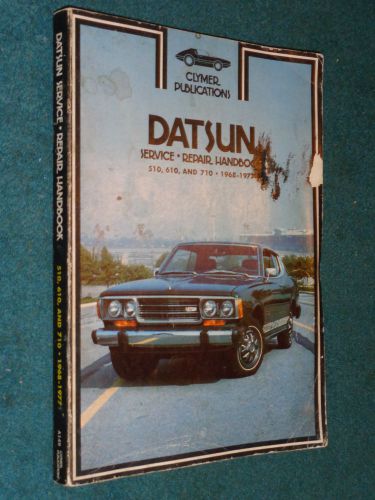 CLYMER
PUBLICATIONS
DATSUN
SERVICE • REPAIR HANDBOOK
510, 610, AND 710 • 1968-1977
DATSUN SERVICE • REPAIR HANDBOOK
510, 610, AND 710 • 1968-1977
A148